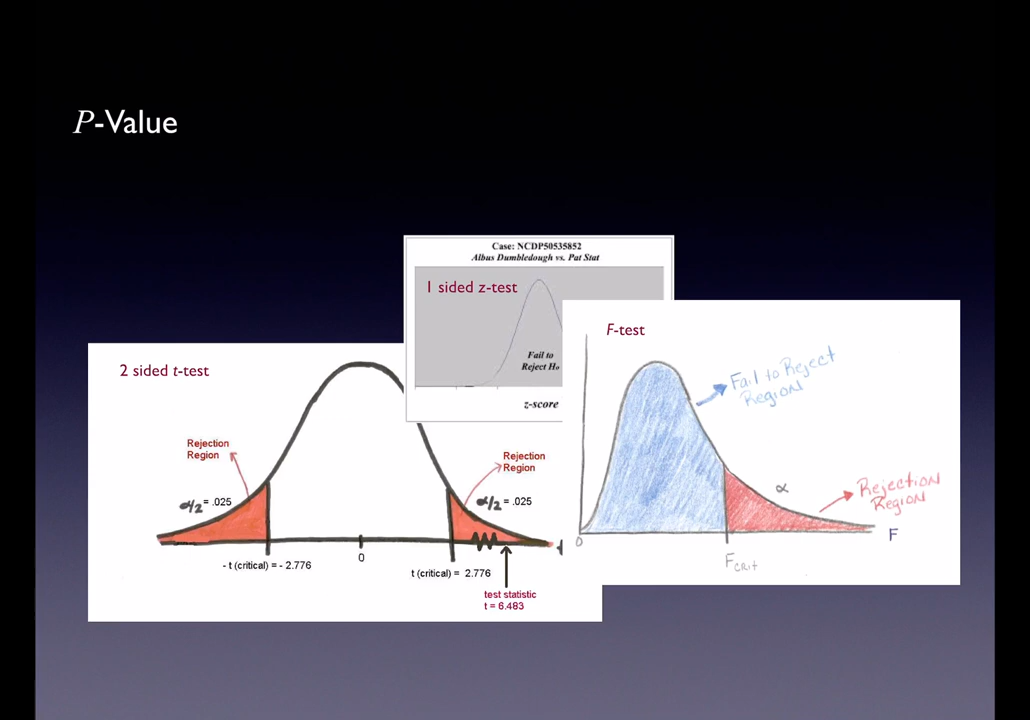 P-Value
Case: NCDP50535852
Albus Dumbledough vs. Pat Stat
1 sided z-test
Fail to
Reject H₀
z-score
2 sided t-test
Rejection
Region
α/2 = .025
Rejection
Region
α/2 = .025
0
- t (critical) = - 2.776
t (critical) = 2.776
test statistic
t = 6.483
F-test
Fail to Reject
Region
α
Rejection
Region
0
F
FCRIT